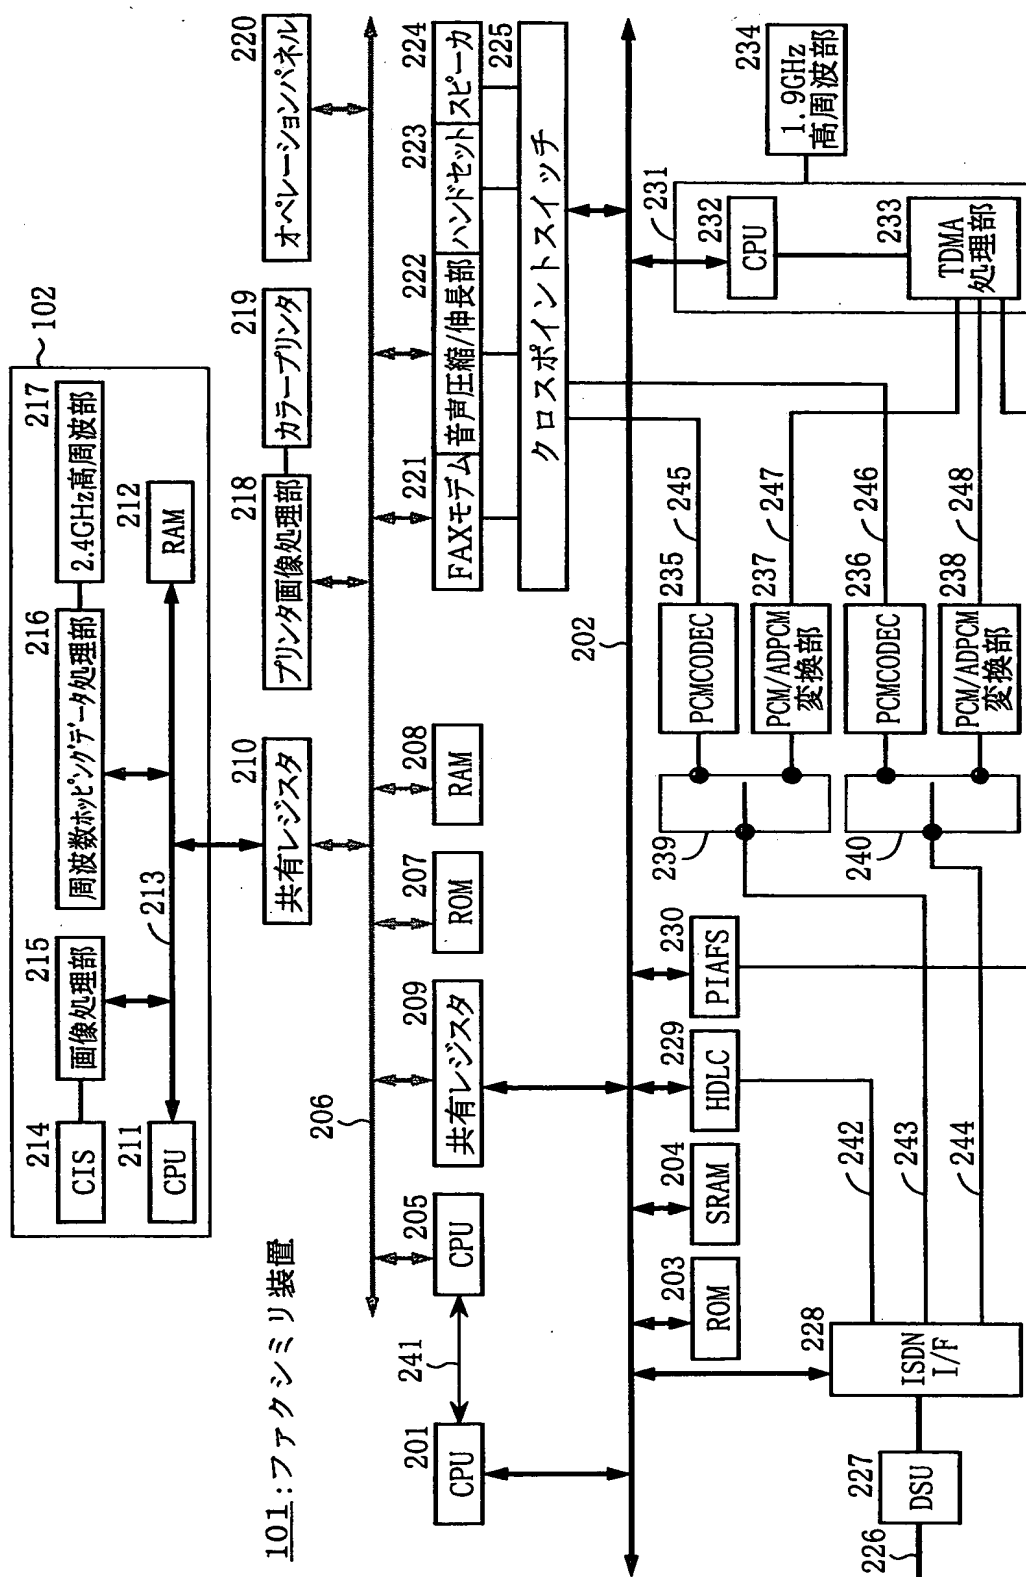 102
214
CIS
215
画像処理部
216
周波数ホッピングデータ処理部
217
2.4GHz高周波部
211
CPU
213
212
RAM
101:ファクシミリ装置
210
共有レジスタ
218
プリンタ画像処理部
219
カラープリンタ
220
オペレーションパネル
206
201
CPU
241
205
CPU
209
共有レジスタ
207
ROM
208
RAM
221
FAXモデム
222
音声圧縮/伸長部
223
ハンドセット
224
スピーカ
225
クロスポイントスイッチ
202
203
ROM
204
SRAM
229
HDLC
230
PIAFS
235
PCMCODEC
245
237
PCM/ADPCM
変換部
247
236
PCMCODEC
246
238
PCM/ADPCM
変換部
248
239
240
231
232
CPU
233
TDMA
処理部
234
1.9GHz
高周波部
226
227
DSU
228
ISDN
I/F
242
243
244